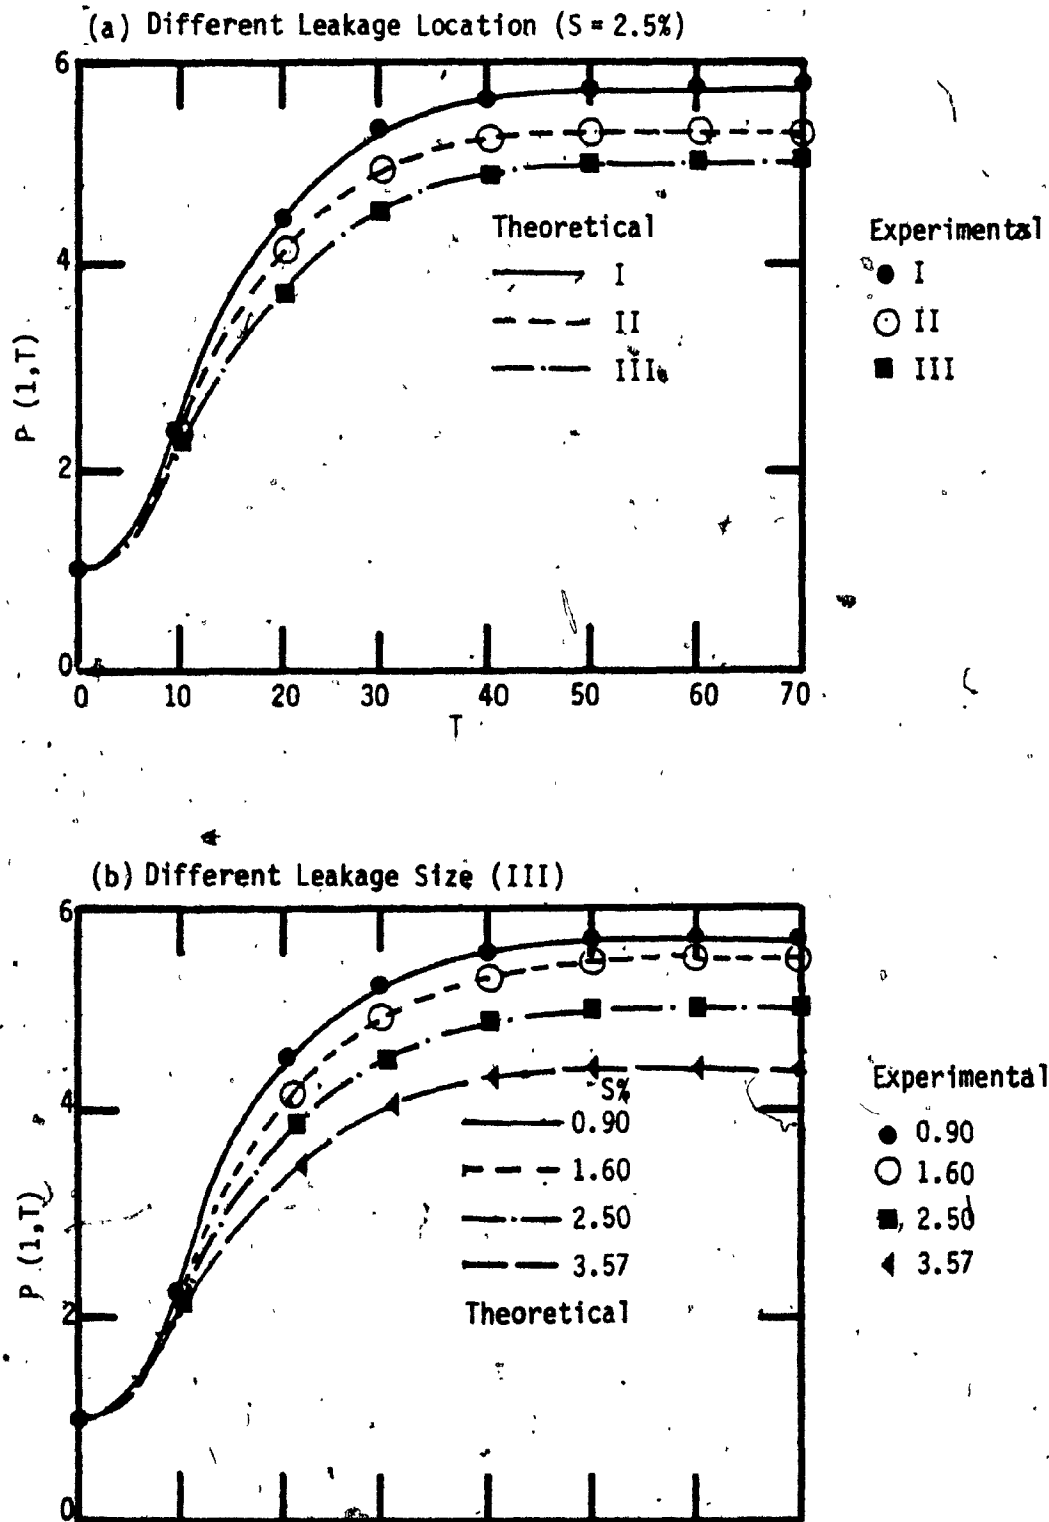 (a) Different Leakage Location (S = 2.5%)
6
4
2
0
P (1,T)
Theoretical
I
II
III
Experimental
I
II
III
0 10 20 30 40 50 60 70
T
(b) Different Leakage Size (III)
6
4
2
0
P (1,T)
S%
0.90
1.60
2.50
3.57
Theoretical
Experimental
0.90
1.60
2.50
3.57